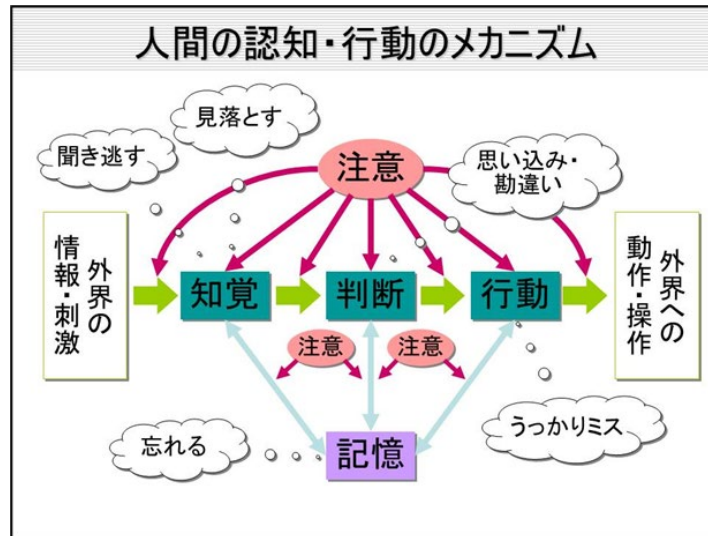 人間の認知・行動のメカニズム
見落とす
聞き逃す
注意
思い込み・
勘違い
外界の
情報・刺激
知覚
判断
行動
外界への
動作・操作
注意
注意
忘れる
記憶
うっかりミス